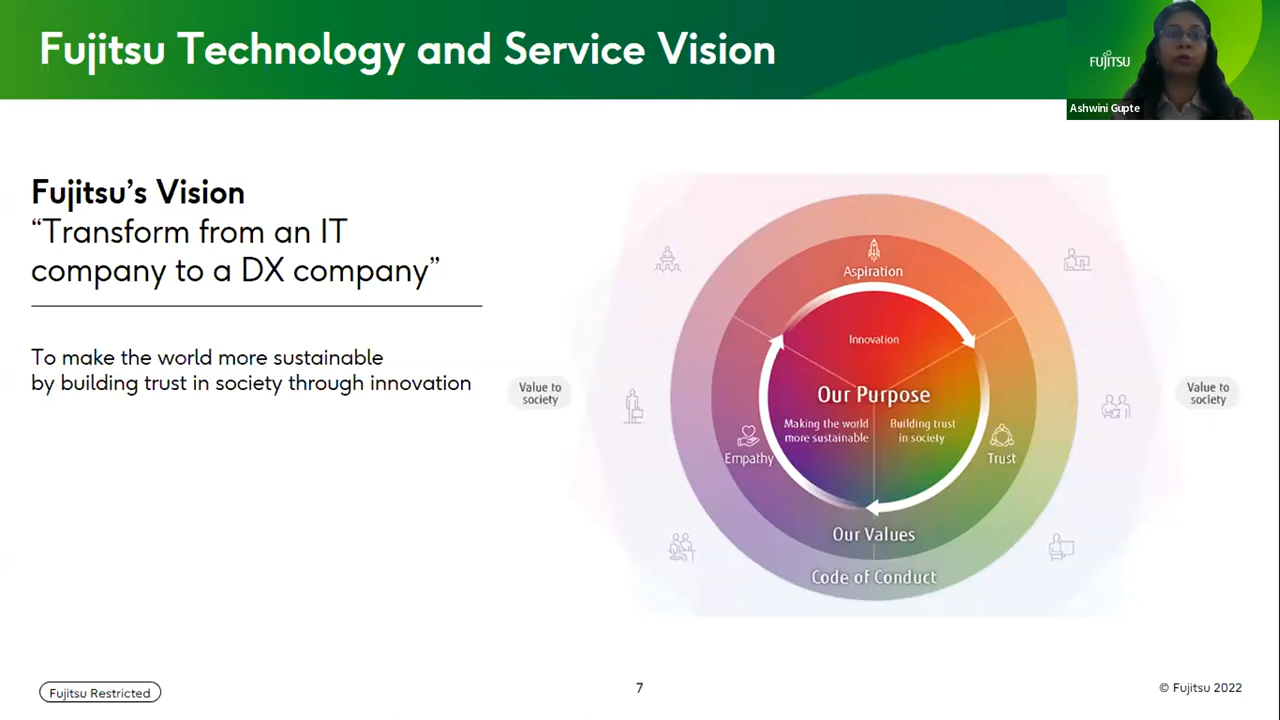 Fujitsu Technology and Service Vision
FUJITSU
Ashwini Gupte
Fujitsu's Vision
“Transform from an IT
company to a DX company”
To make the world more sustainable
by building trust in society through innovation
Value to
society
Aspiration
Innovation
Our Purpose
Making the world
more sustainable
Building trust
in society
Empathy
Trust
Our Values
Code of Conduct
Value to
society
Fujitsu Restricted
7
© Fujitsu 2022